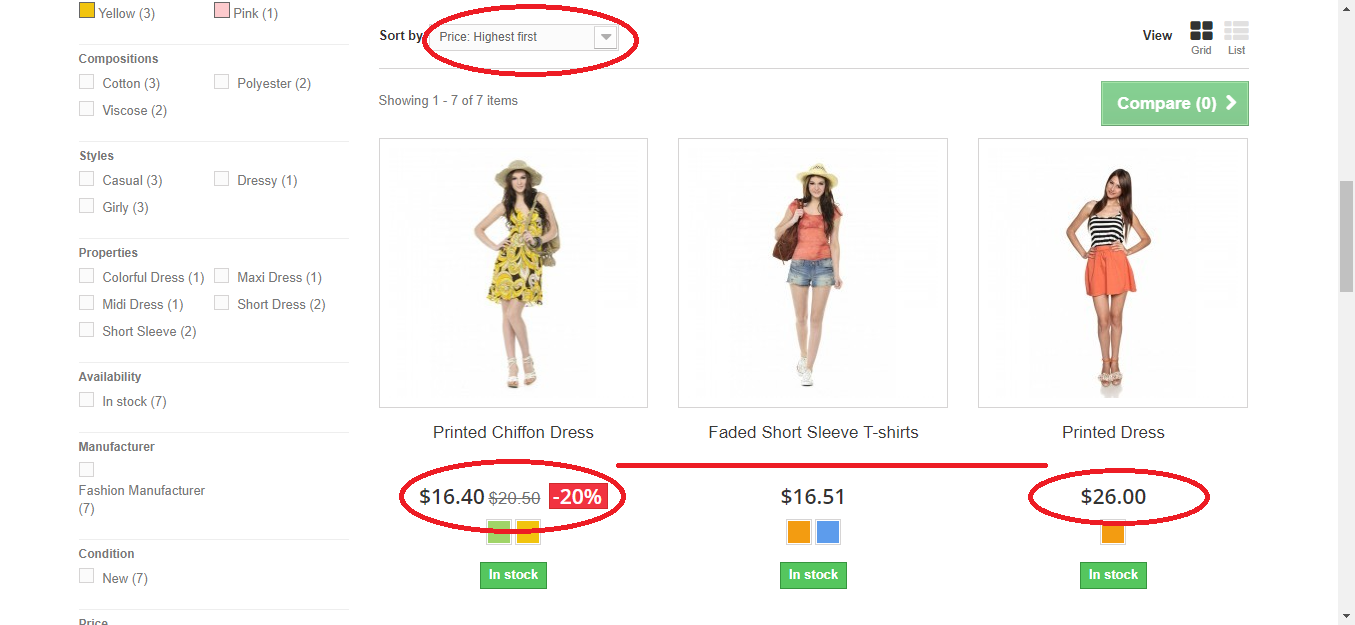 Yellow (3) Pink (1)
Compositions
Cotton (3) Polyester (2)
Viscose (2)
Styles
Casual (3) Dressy (1)
Girly (3)
Properties
Colorful Dress (1) Maxi Dress (1)
Midi Dress (1) Short Dress (2)
Short Sleeve (2)
Availability
In stock (7)
Manufacturer
Fashion Manufacturer
(7)
Condition
New (7)
Price
Sort by Price: Highest first
View Grid List
Showing 1 - 7 of 7 items
Compare (0)
Printed Chiffon Dress
$16.40 $20.50 -20%
In stock
Faded Short Sleeve T-shirts
$16.51
In stock
Printed Dress
$26.00
In stock